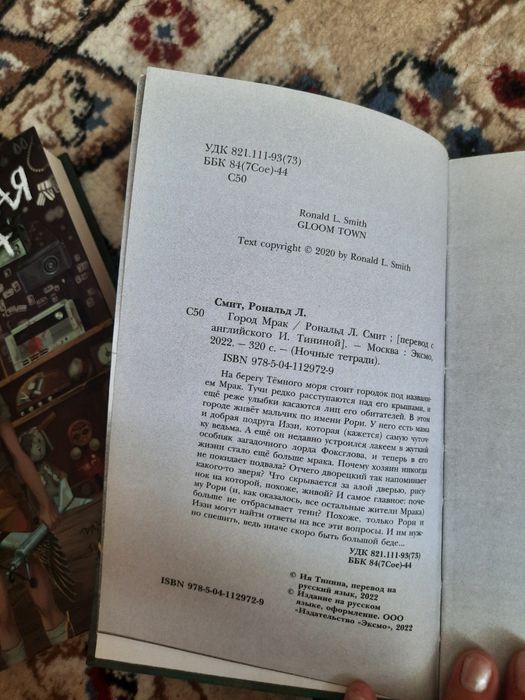 УДК 821.111-93(73)
ББК 84(7Сое)-44
С50
Ronald L. Smith
GLOOM TOWN
Text copyright © 2020 by Ronald L. Smith
Смит, Рональд Л.
С50 Город Мрак / Рональд Л. Смит ; [перевод с
английского И. Тининой]. — Москва : Эксмо,
2022. — 320 с. — (Ночные тетради).
ISBN 978-5-04-112972-9
На берегу Тёмного моря стоит городок под названи-
ем Мрак. Тучи редко расступаются над его крышами, и
ещё реже улыбки касаются лиц его обитателей. В этом
городе живёт мальчик по имени Рори. У него есть мама
и добрая подруга Иззи, которая (кажется) самую чуточ-
ку ведьма. А ещё он недавно устроился лакеем в жуткий
особняк загадочного лорда Фоксглова, и теперь в его
жизни стало ещё больше мрака. Почему хозяин никогда
не покидает подвала? Отчего дворецкий так напоминает
какого-то зверя? Что скрывается за алой дверью, рису-
нок на которой, похоже, живой? И самое главное: поче-
му Рори (и, как оказалось, все остальные жители Мрака)
больше не отбрасывает тени? Похоже, только Рори и
Иззи могут найти ответы на все эти вопросы. И им нуж-
но спешить, ведь иначе скоро быть большой беде...
УДК 821.111-93(73)
ББК 84(7Сое)-44
© Ия Тинина, перевод на
русский язык, 2022
© Издание на русском
языке, оформление. ООО
ISBN 978-5-04-112972-9 «Издательство «Эксмо», 2022